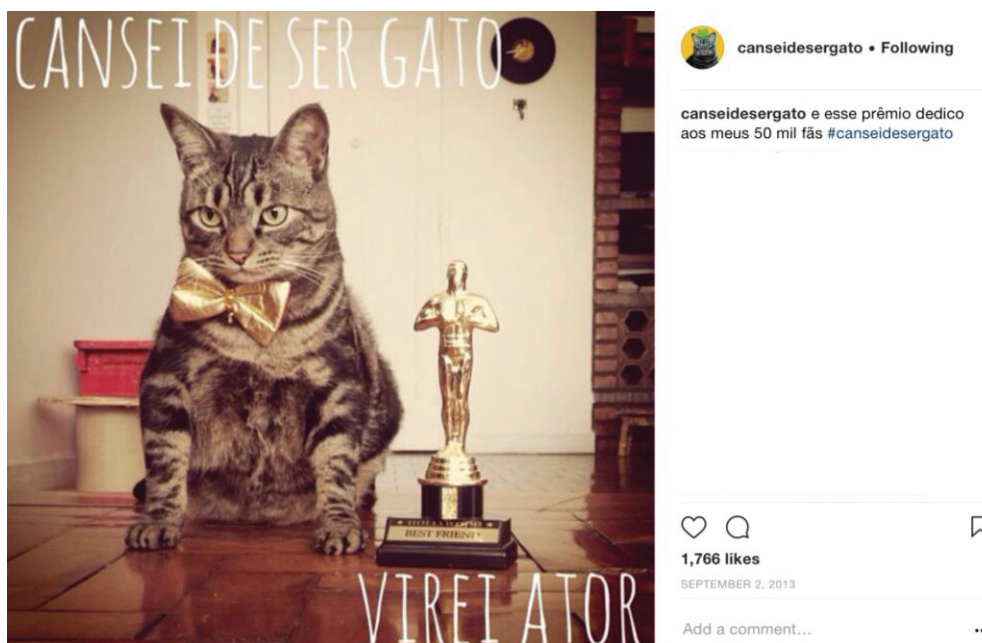 CANSEI DE SER GATO
HOLLYWOOD
BEST FRIEND
VIREI ATOR
canseidesergato • Following
canseidesergato e esse prêmio dedico
aos meus 50 mil fãs #canseidesergato
1,766 likes
SEPTEMBER 2, 2013
Add a comment...